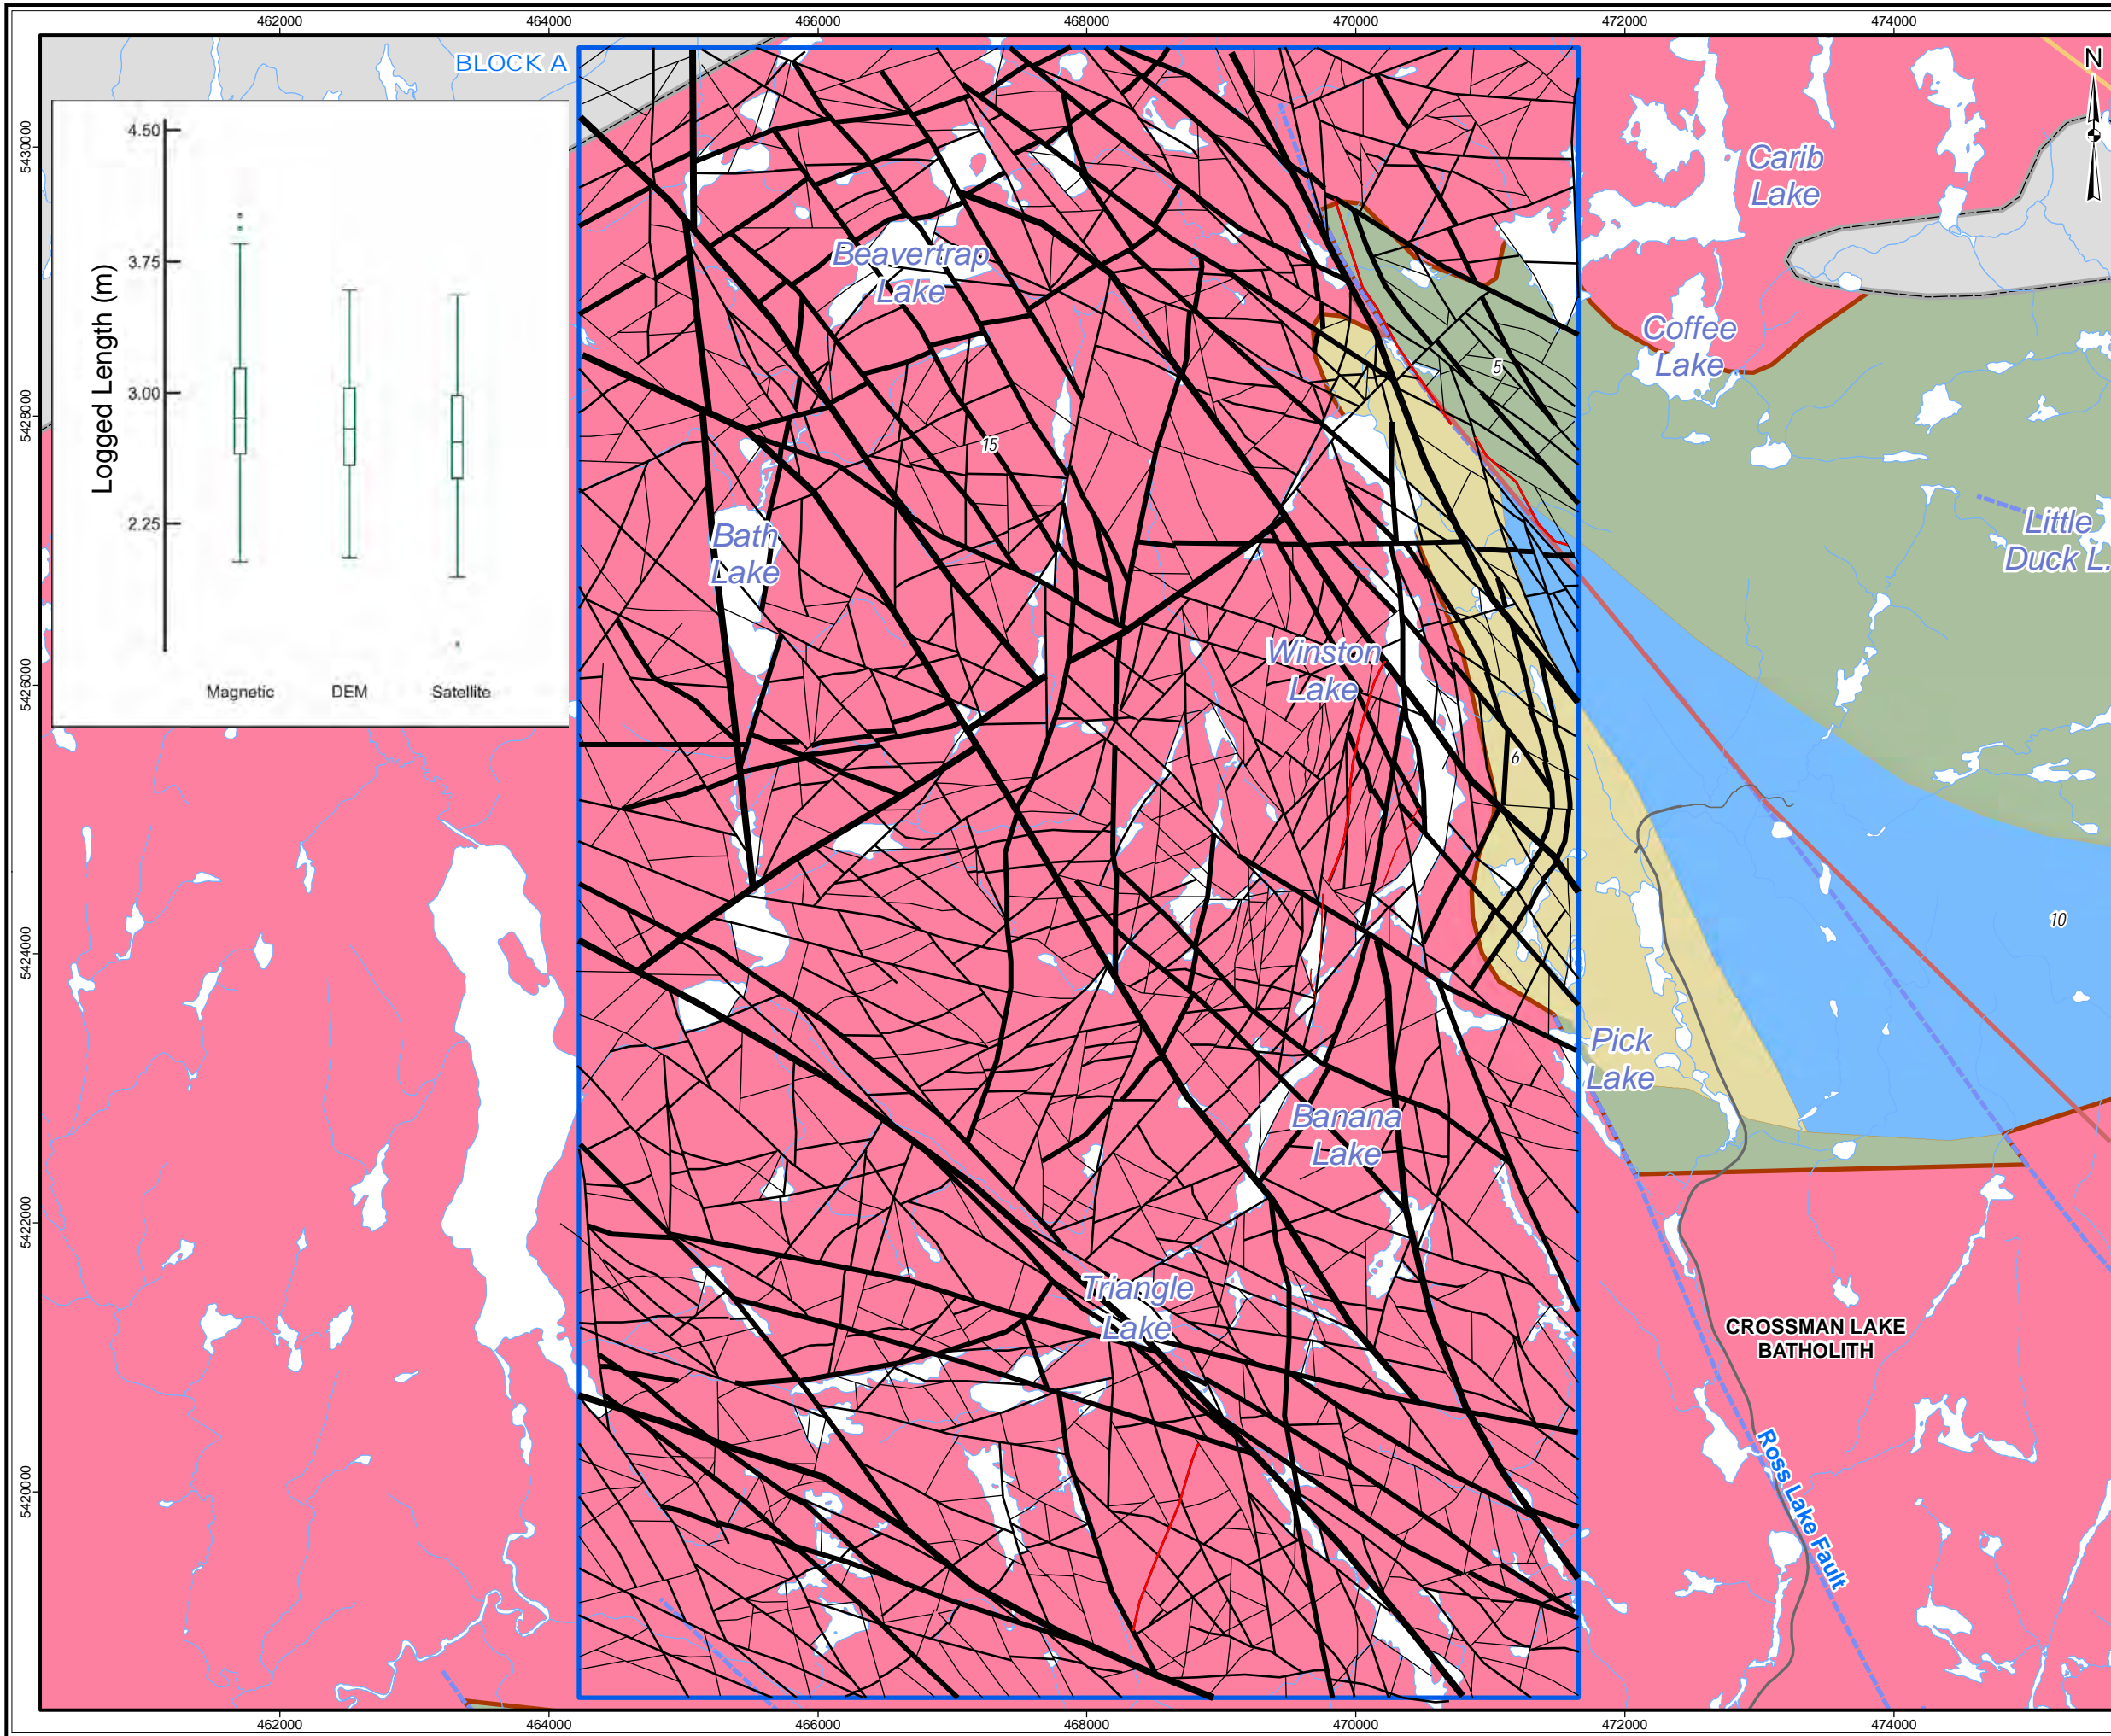 462000 464000 466000 468000 470000 472000 474000
BLOCK A
N
5430000
5428000
5426000
5424000
5422000
5420000
4.50
3.75
3.00
2.25
Logged Length (m)
Magnetic DEM Satellite
Carib
Lake
Beavertrap
Lake
Coffee
Lake
5
15
Bath
Lake
Little
Duck L.
Winston
Lake
6
10
Pick
Lake
Banana
Lake
Triangle
Lake
CROSSMAN LAKE
BATHOLITH
Ross Lake Fault
462000 464000 466000 468000 470000 472000 474000